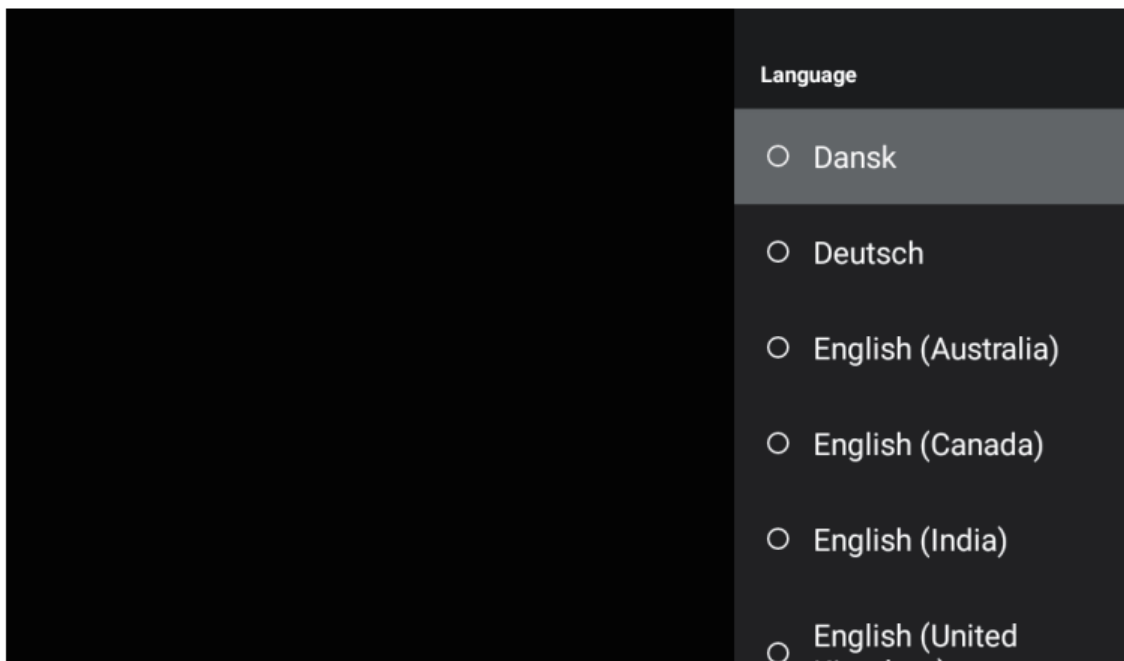 Language
Dansk
Deutsch
English (Australia)
English (Canada)
English (India)
English (United